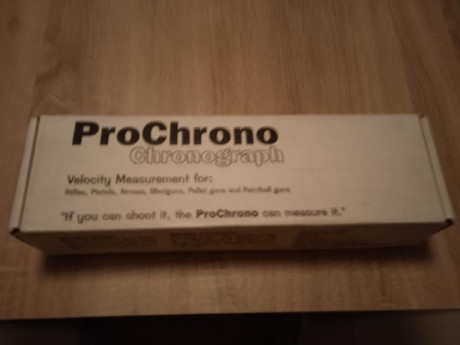 ProChrono
Chronograph
Velocity Measurement for:
Rifles, Pistols, Arrows, Shotguns, Pellet guns and Paintball guns
"If you can shoot it, the ProChrono can measure it."